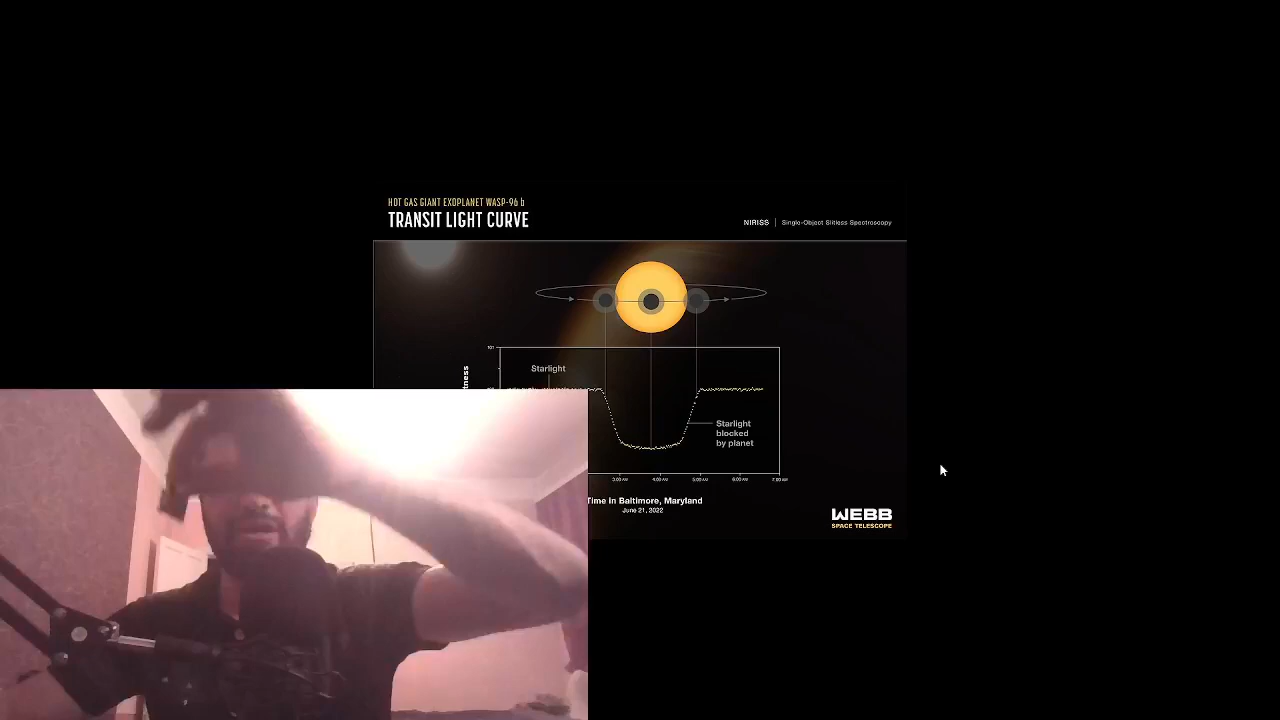 HOT GAS GIANT EXOPLANET WASP-96 b
TRANSIT LIGHT CURVE
NIRISS | Single-Object Slitless Spectroscopy
101
Starlight
Starlight
blocked
by planet
3:00 AM 4:00 AM 5:00 AM 6:00 AM 7:00 AM
Time in Baltimore, Maryland
June 21, 2022
WEBB
SPACE TELESCOPE